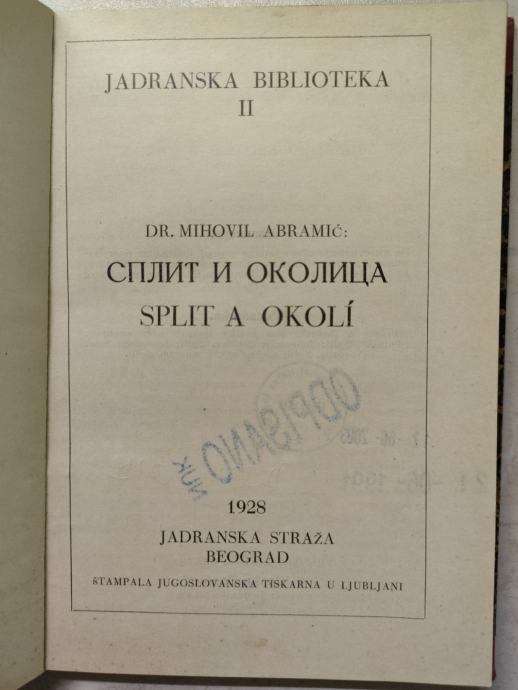 JADRANSKA BIBLIOTEKA
II
DR. MIHOVIL ABRAMIĆ:
СПЛИТ И ОКОЛИЦА
SPLIT A OKOLÍ
ODPISANO
1928
JADRANSKA STRAŽA
BEOGRAD
ŠTAMPALA JUGOSLOVANSKA TISKARNA U LJUBLJANI